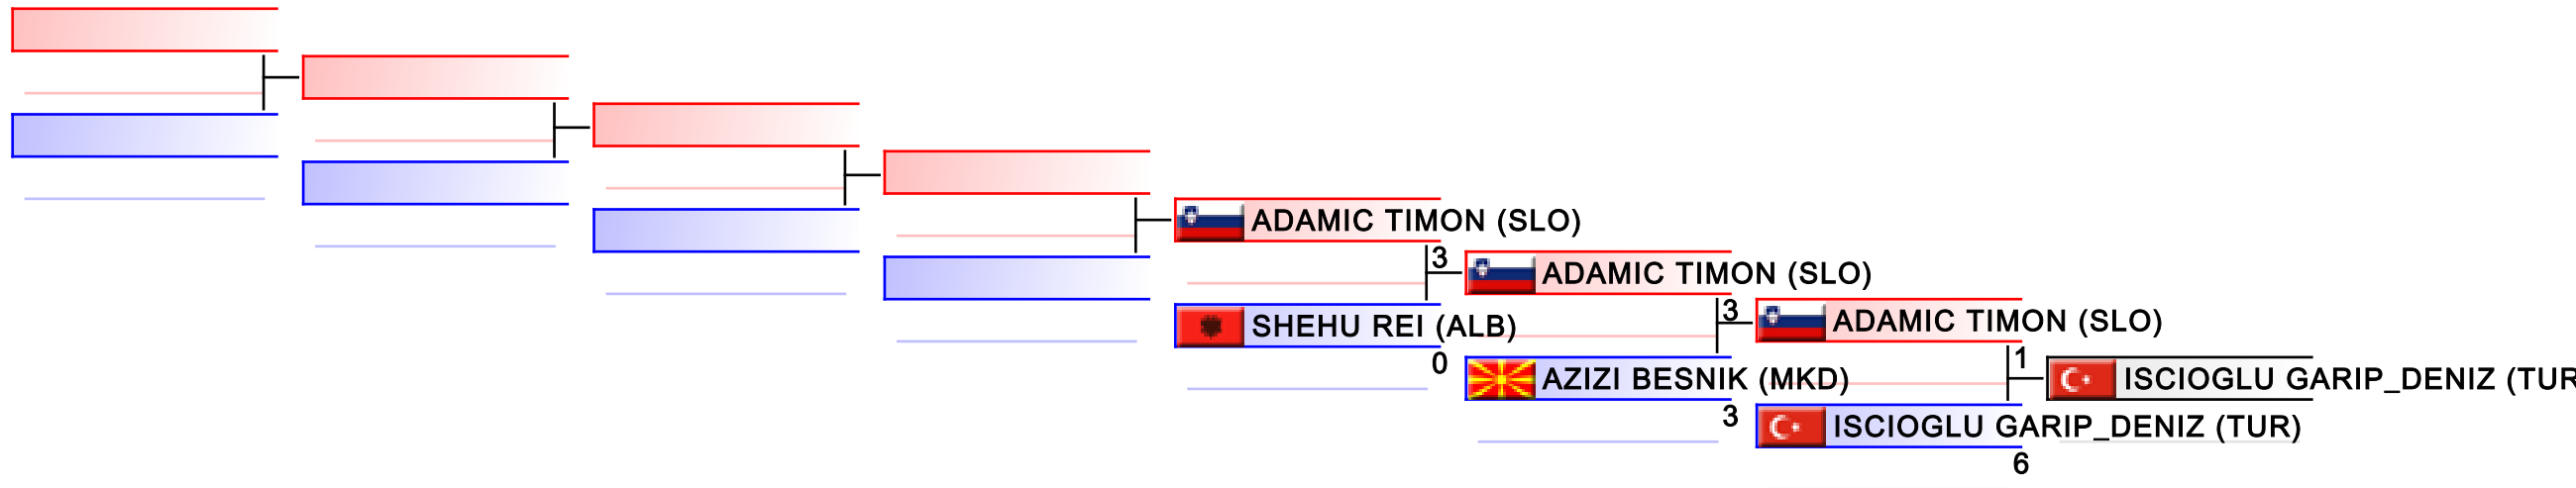 ADAMIC TIMON (SLO)
3
ADAMIC TIMON (SLO)
SHEHU REI (ALB)
0
3
ADAMIC TIMON (SLO)
AZIZI BESNIK (MKD)
3
1
ISCIOGLU GARIP_DENIZ (TUR
ISCIOGLU GARIP_DENIZ (TUR)
6